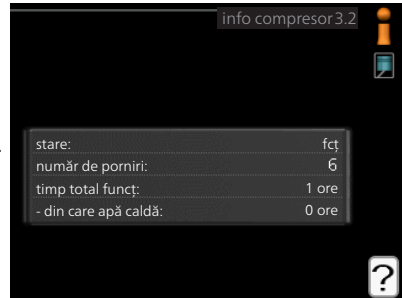 info compresor 3.2
stare: fcț
număr de porniri: 6
timp total funcț: 1 ore
- din care apă caldă: 0 ore
?